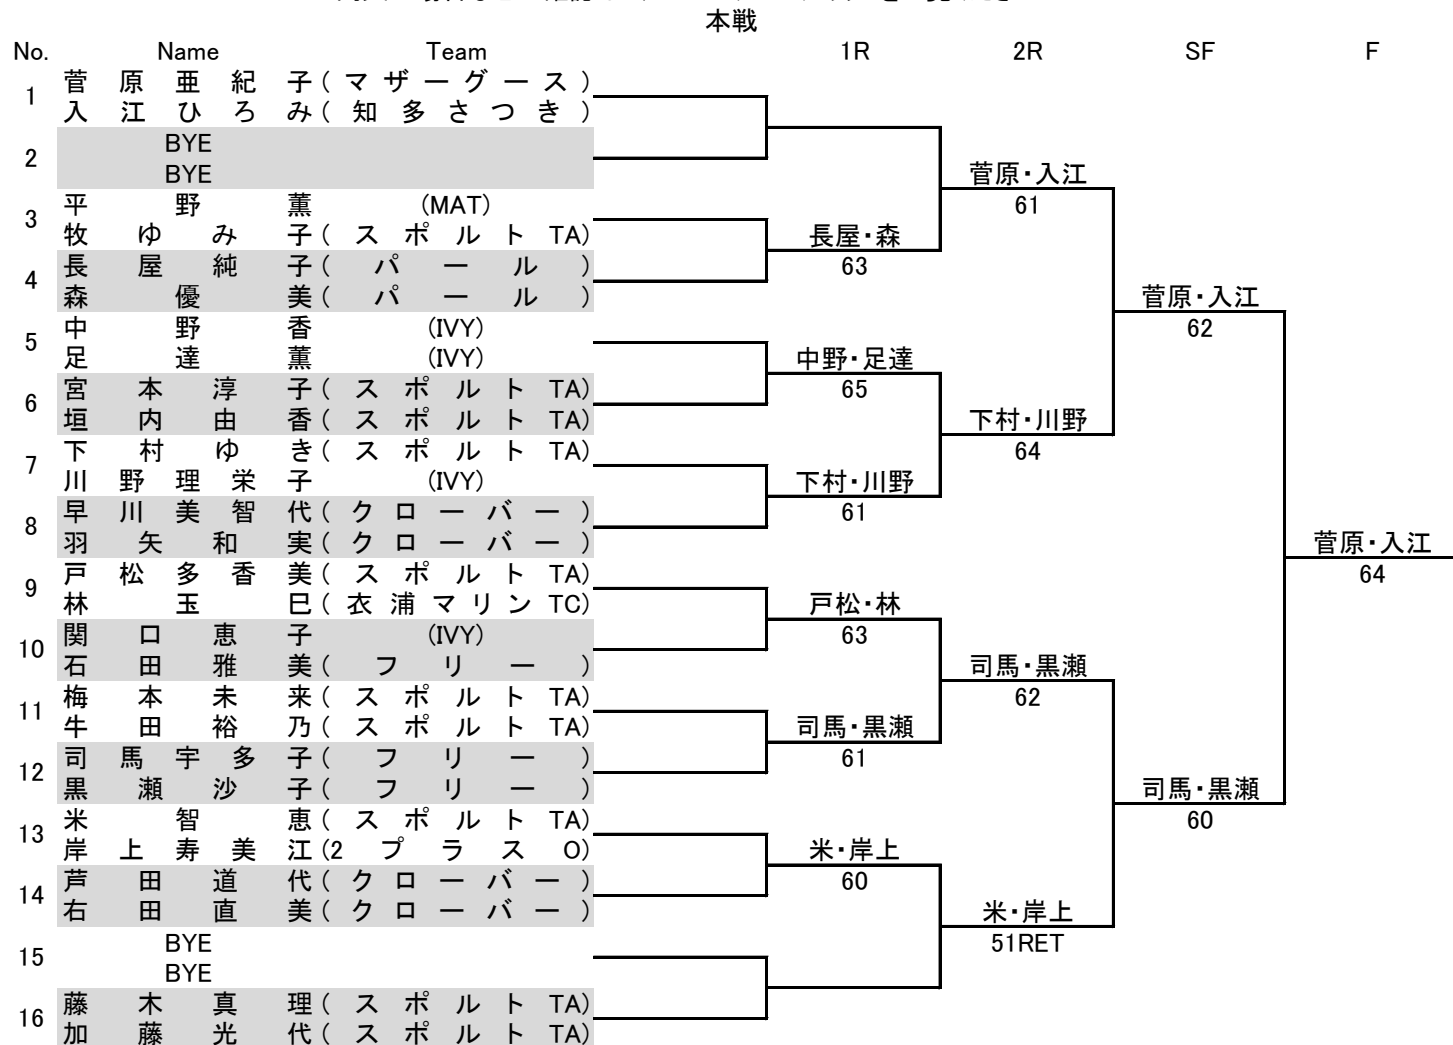 本戦
No. Name Team 1R 2R SF F
1 菅原亜紀子(マザーグース)
入江ひろみ(知多さつき)
2 BYE
BYE
菅原・入江
61
3 平野薫 (MAT)
牧ゆみ子(スポルトTA)
長屋・森
63
4 長屋純子(パール)
森優美(パール)
菅原・入江
62
5 中野香 (IVY)
足達薫 (IVY)
中野・足達
65
6 宮本淳子(スポルトTA)
垣内由香(スポルトTA)
下村・川野
64
7 下村ゆき(スポルトTA)
川野理栄子 (IVY)
下村・川野
61
8 早川美智代(クローバー)
羽矢和実(クローバー)
菅原・入江
64
9 戸松多香美(スポルトTA)
林玉巳(衣浦マリンTC)
戸松・林
63
10 関口恵子 (IVY)
石田雅美(フリー)
司馬・黒瀬
62
11 梅本未来(スポルトTA)
牛田裕乃(スポルトTA)
司馬・黒瀬
61
12 司馬宇多子(フリー)
黒瀬沙子(フリー)
司馬・黒瀬
60
13 米智恵(スポルトTA)
岸上寿美江(2プラスO)
米・岸上
60
14 芦田道代(クローバー)
右田直美(クローバー)
米・岸上
51RET
15 BYE
BYE
16 藤木真理(スポルトTA)
加藤光代(スポルトTA)